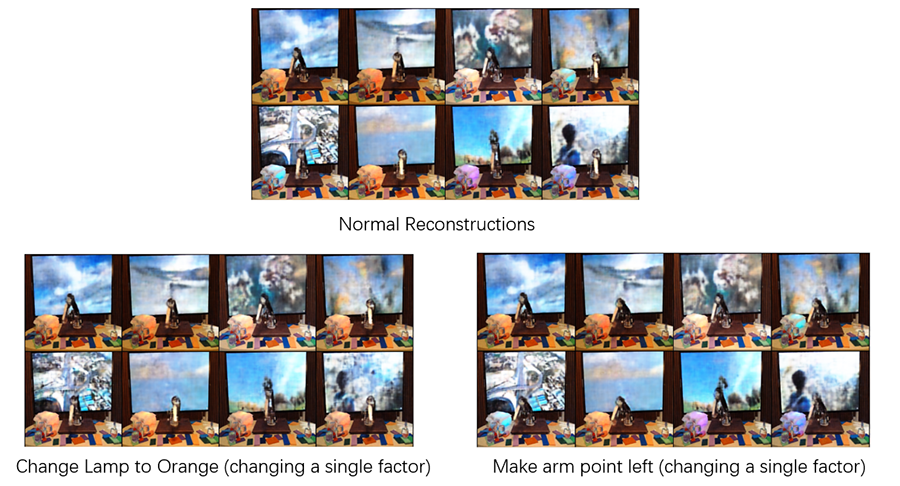 Normal Reconstructions
Change Lamp to Orange (changing a single factor)
Make arm point left (changing a single factor)